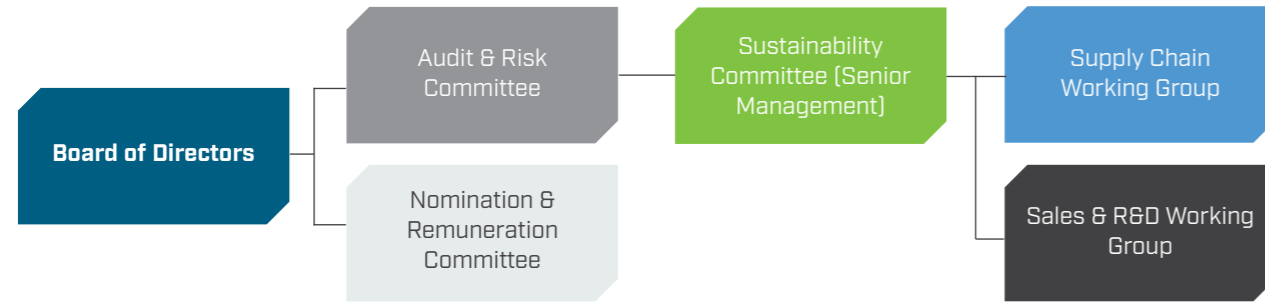 Board of Directors
Audit & Risk
Committee
Nomination &
Remuneration
Committee
Sustainability
Committee (Senior
Management)
Supply Chain
Working Group
Sales & R&D Working
Group